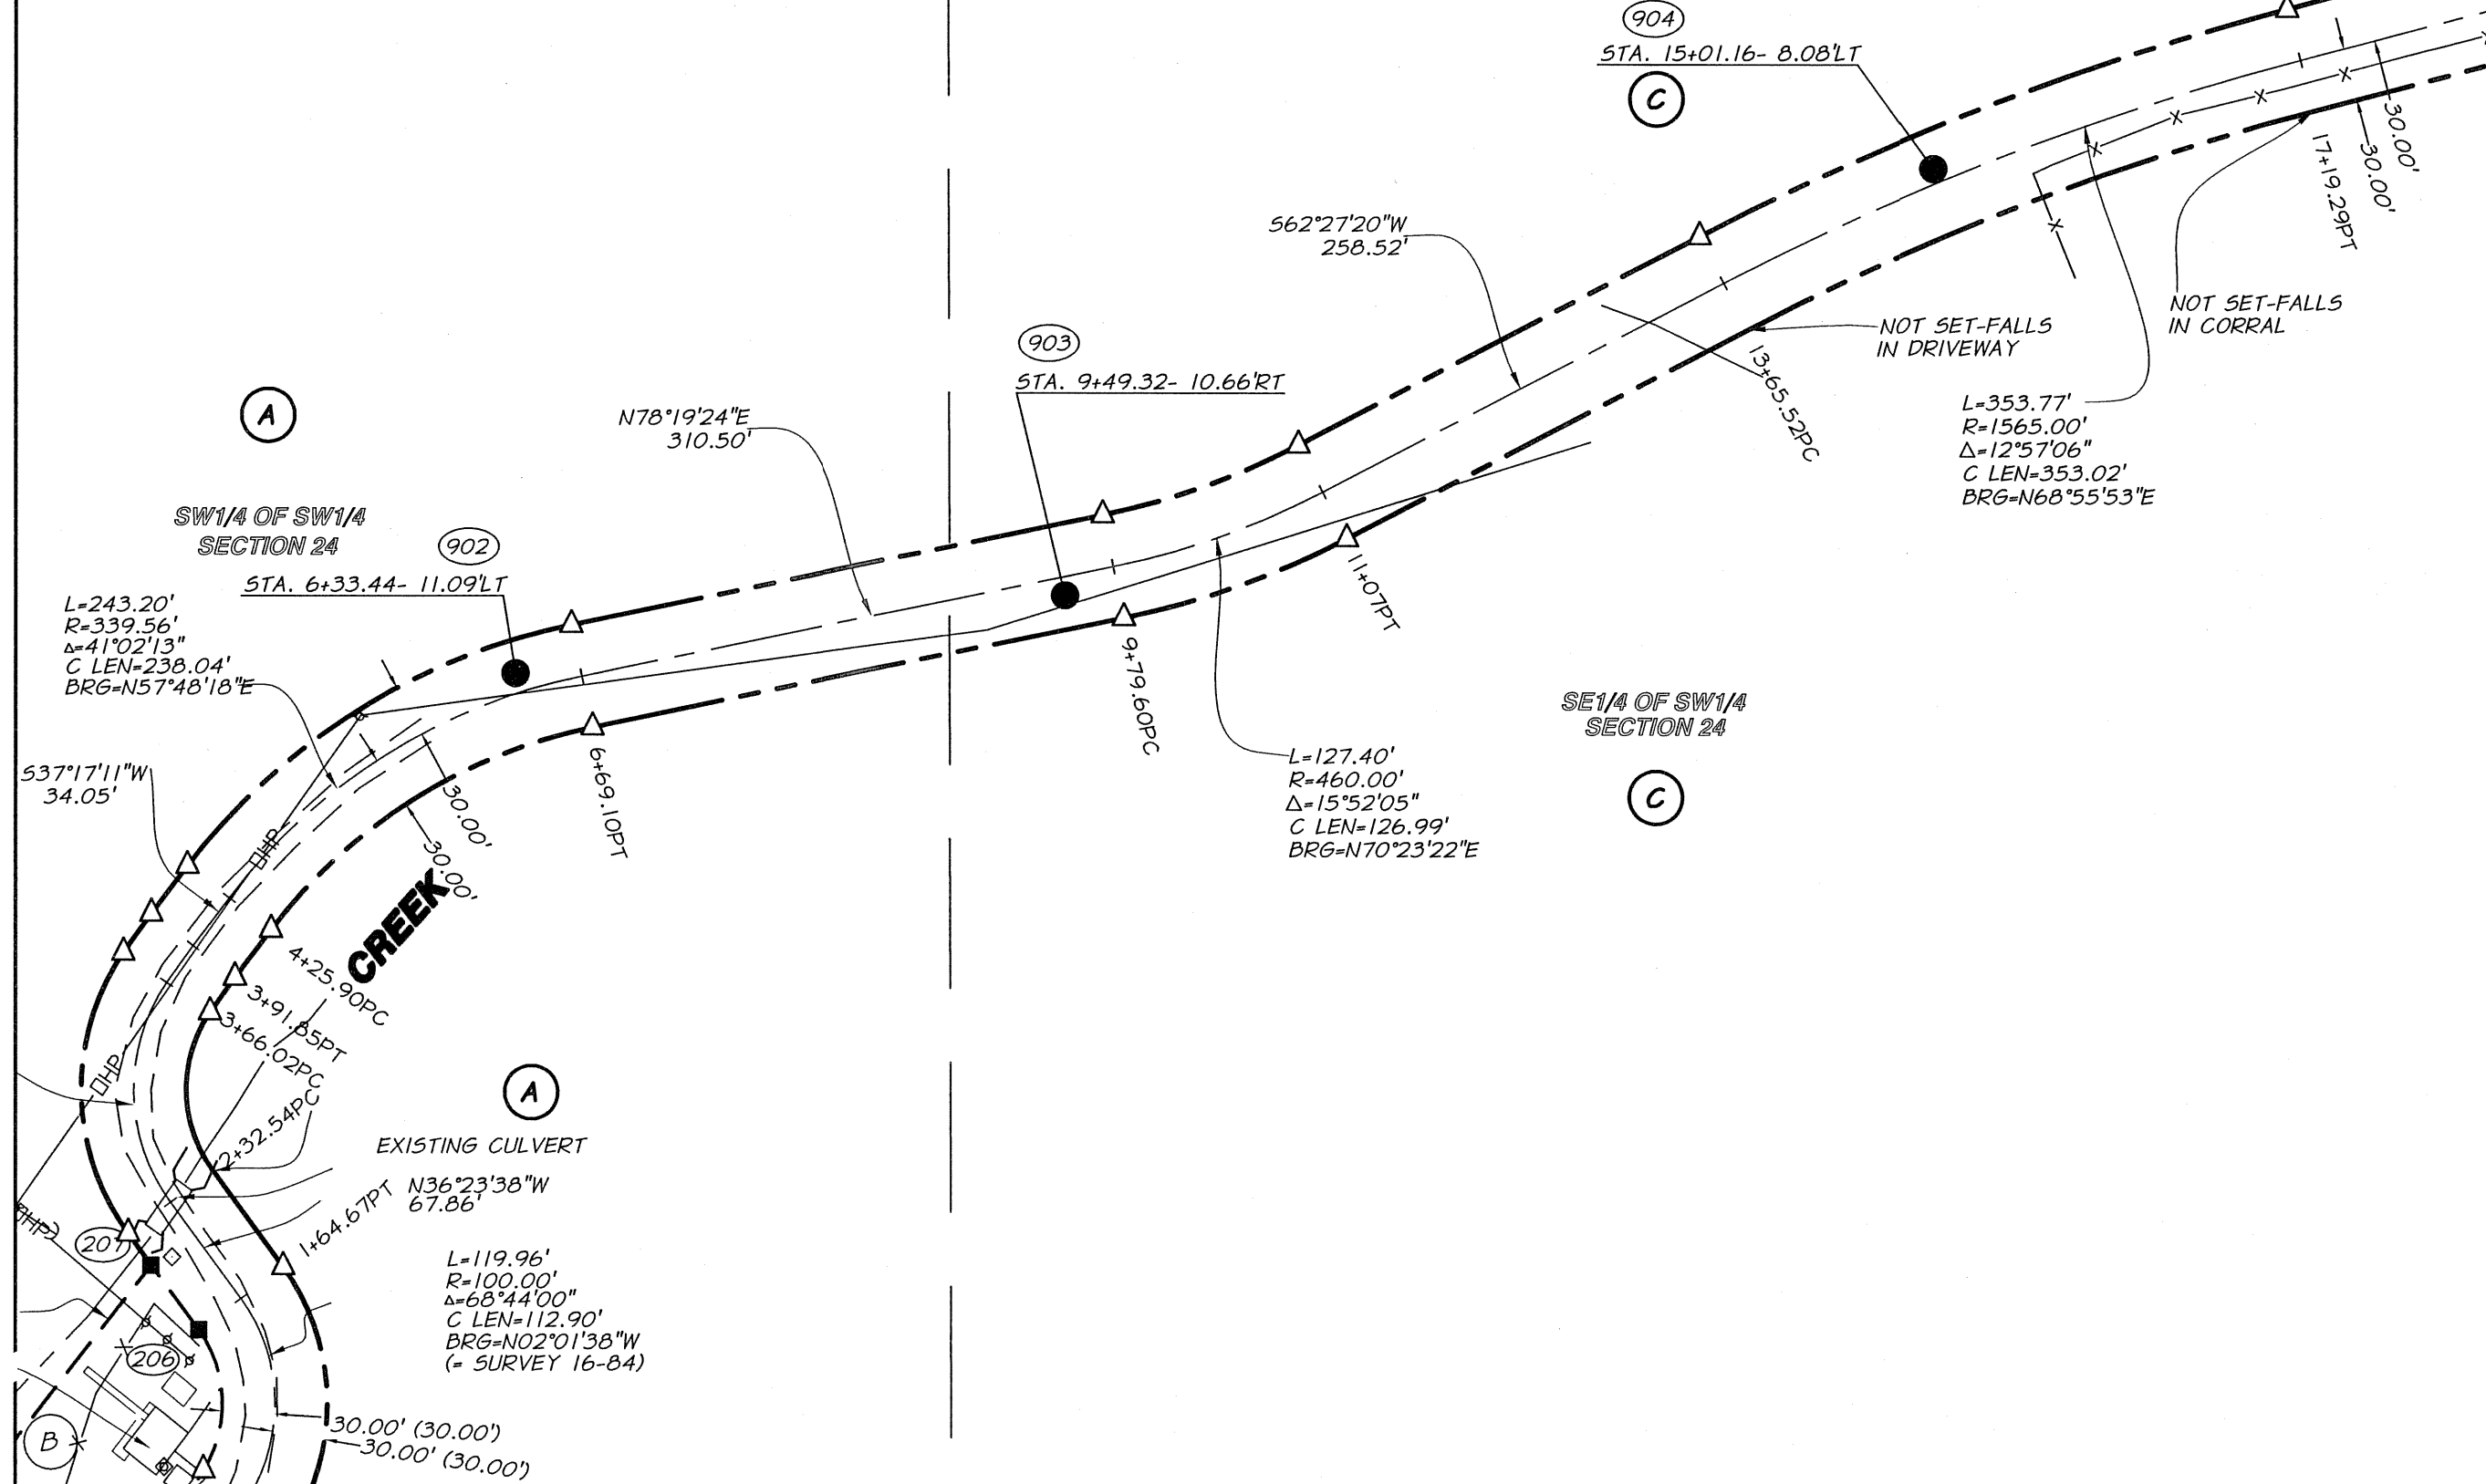 904
STA. 15+01.16- 8.08'LT
C
30.00'
30.00'
17+19.29PT
S62°27'20"W
258.52'
NOT SET-FALLS
IN CORRAL
NOT SET-FALLS
IN DRIVEWAY
13+65.52PC
903
STA. 9+49.32- 10.66'RT
A
N78°19'24"E
310.50'
L=353.77'
R=1565.00'
Δ=12°57'06"
C LEN=353.02'
BRG=N68°55'53"E
SW1/4 OF SW1/4
SECTION 24
902
STA. 6+33.44- 11.09'LT
11+07PT
L=243.20'
R=339.56'
Δ=41°02'13"
C LEN=238.04'
BRG=N57°48'18"E
9+79.60PC
SE1/4 OF SW1/4
SECTION 24
C
S37°17'11"W
34.05'
6+69.10PT
30.00'
30.00'
L=127.40'
R=460.00'
Δ=15°52'05"
C LEN=126.99'
BRG=N70°23'22"E
OHP
CREEK
4+25.90PC
3+91.85PT
3+66.02PC
OHP
A
2+32.54PC
EXISTING CULVERT
N36°23'38"W
67.86'
1+64.67PT
OHP
207
L=119.96'
R=100.00'
Δ=68°44'00"
C LEN=112.90'
BRG=N02°01'38"W
(= SURVEY 16-84)
206
B
30.00' (30.00')
30.00' (30.00')